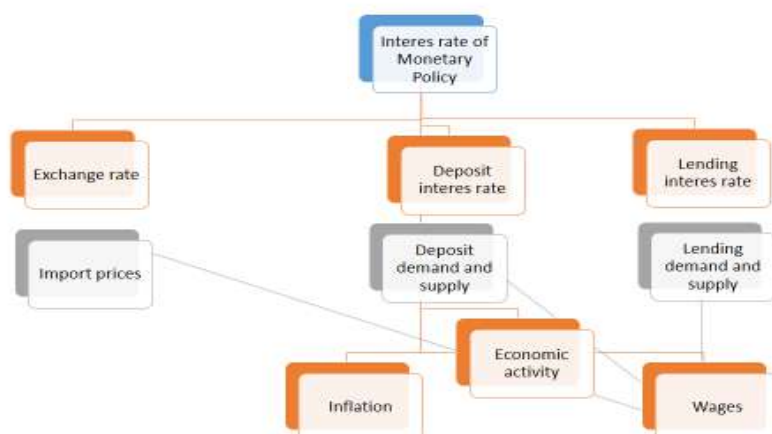 Interes rate of
Monetary
Policy
Exchange rate
Deposit
interes rate
Lending
interes rate
Import prices
Deposit
demand and
supply
Lending
demand and
supply
Economic
activity
Inflation
Wages